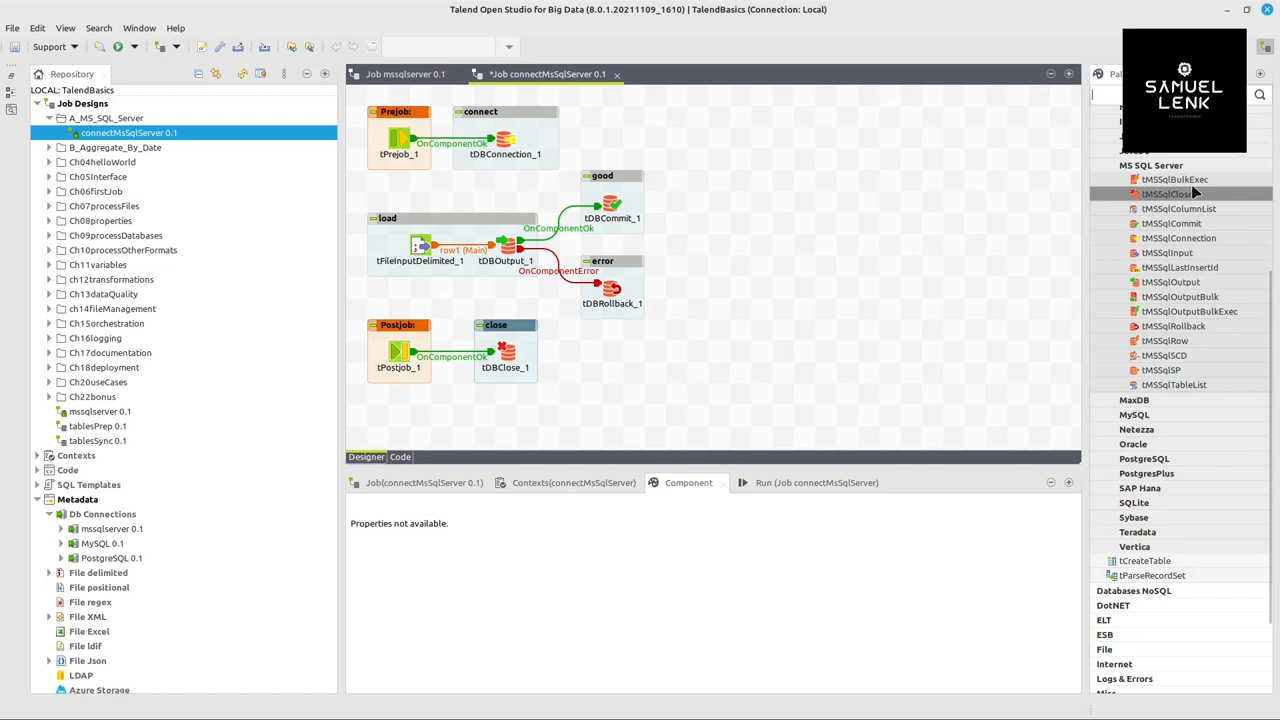 Talend Open Studio for Big Data (8.0.1.20211109_1610) | TalendBasics (Connection: Local)
File Edit View Search Window Help
Support
Repository
LOCAL: TalendBasics
Job Designs
A_MS_SQL_Server
connectMsSqlServer 0.1
B_Aggregate_By_Date
Ch04helloWorld
Ch05Interface
Ch06firstJob
Ch07processFiles
Ch08properties
Ch09processDatabases
Ch10processOtherFormats
Ch11variables
ch12transformations
Ch13dataQuality
ch14fileManagement
Ch15orchestration
Ch16logging
Ch17documentation
Ch18deployment
Ch20useCases
Ch22bonus
mssqlserver 0.1
tablesPrep 0.1
tablesSync 0.1
Contexts
Code
SQL Templates
Metadata
Db Connections
mssqlserver 0.1
MySQL 0.1
PostgreSQL 0.1
File delimited
File positional
File regex
File XML
File Excel
File ldif
File Json
LDAP
Azure Storage
Job mssqlserver 0.1
*Job connectMsSqlServer 0.1
Prejob:
connect
tPrejob_1
OnComponentOk
tDBConnection_1
good
tDBCommit_1
load
OnComponentOk
tFileInputDelimited_1
row1 (Main)
tDBOutput_1
OnComponentError
error
tDBRollback_1
Postjob:
close
tPostjob_1
OnComponentOk
tDBClose_1
Designer Code
Job(connectMsSqlServer 0.1)
Contexts(connectMsSqlServer)
Component
Run (Job connectMsSqlServer)
Properties not available.
SAMUEL
LENK
MS SQL Server
tMSSqlBulkExec
tMSSqlClose
tMSSqlColumnList
tMSSqlCommit
tMSSqlConnection
tMSSqlInput
tMSSqlLastInsertId
tMSSqlOutput
tMSSqlOutputBulk
tMSSqlOutputBulkExec
tMSSqlRollback
tMSSqlRow
tMSSqlSCD
tMSSqlSP
tMSSqlTableList
MaxDB
MySQL
Netezza
Oracle
PostgreSQL
PostgresPlus
SAP Hana
SQLite
Sybase
Teradata
Vertica
tCreateTable
tParseRecordSet
Databases NoSQL
DotNET
ELT
ESB
File
Internet
Logs & Errors